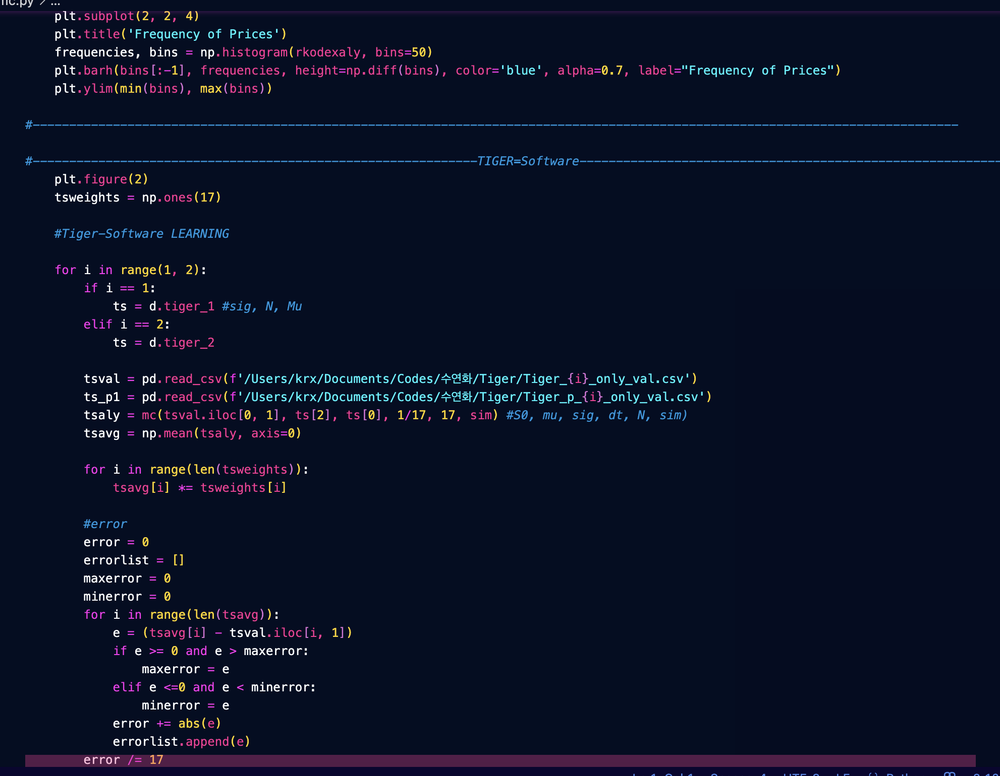 plt.subplot(2, 2, 4)
plt.title('Frequency of Prices')
frequencies, bins = np.histogram(rkodexaly, bins=50)
plt.barh(bins[:-1], frequencies, height=np.diff(bins), color='blue', alpha=0.7, label="Frequency of Prices")
plt.ylim(min(bins), max(bins))
#-------------------------------------------------------------------------------------------------------------------------------
#-------------------------------------------------------------TIGER=Software----------------------------------------------------------
plt.figure(2)
tsweights = np.ones(17)
#Tiger-Software LEARNING
for i in range(1, 2):
if i == 1:
ts = d.tiger_1 #sig, N, Mu
elif i == 2:
ts = d.tiger_2
tsval = pd.read_csv(f'/Users/krx/Documents/Codes/수연화/Tiger/Tiger_{i}_only_val.csv')
ts_p1 = pd.read_csv(f'/Users/krx/Documents/Codes/수연화/Tiger/Tiger_p_{i}_only_val.csv')
tsaly = mc(tsval.iloc[0, 1], ts[2], ts[0], 1/17, 17, sim) #S0, mu, sig, dt, N, sim)
tsavg = np.mean(tsaly, axis=0)
for i in range(len(tsweights)):
tsavg[i] *= tsweights[i]
#error
error = 0
errorlist = []
maxerror = 0
minerror = 0
for i in range(len(tsavg)):
e = (tsavg[i] - tsval.iloc[i, 1])
if e >= 0 and e > maxerror:
maxerror = e
elif e <=0 and e < minerror:
minerror = e
error += abs(e)
errorlist.append(e)
error /= 17